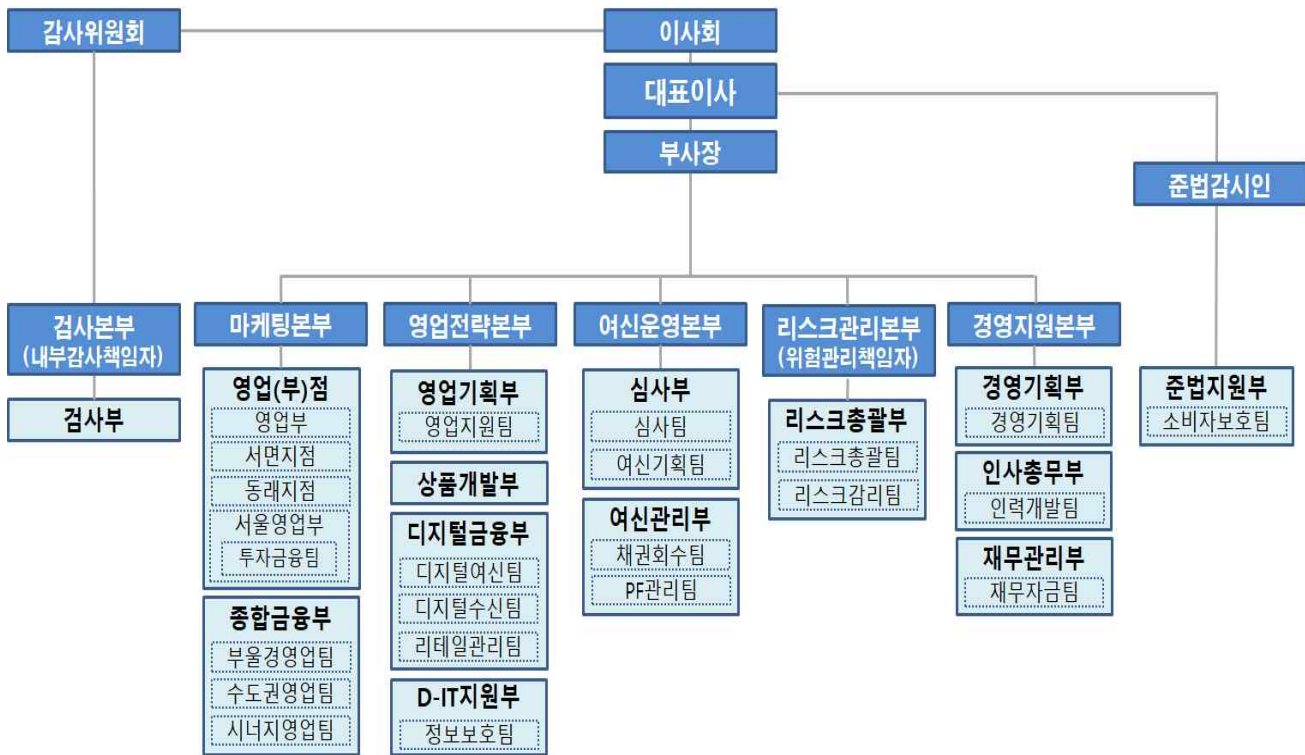 감사위원회
이사회
대표이사
부사장
준법감시인
검사본부
(내부감사책임자)
검사부
마케팅본부
영업(부)점
영업부
서면지점
동래지점
서울영업부
투자금융팀
종합금융부
부울경영업팀
수도권영업팀
시너지영업팀
영업전략본부
영업기획부
영업지원팀
상품개발부
디지털금융부
디지털여신팀
디지털수신팀
리테일관리팀
D-IT지원부
정보보호팀
여신운영본부
심사부
심사팀
여신기획팀
여신관리부
채권회수팀
PF관리팀
리스크관리본부
(위험관리책임자)
리스크총괄부
리스크총괄팀
리스크감리팀
경영지원본부
경영기획부
경영기획팀
인사총무부
인력개발팀
재무관리부
재무자금팀
준법지원부
소비자보호팀